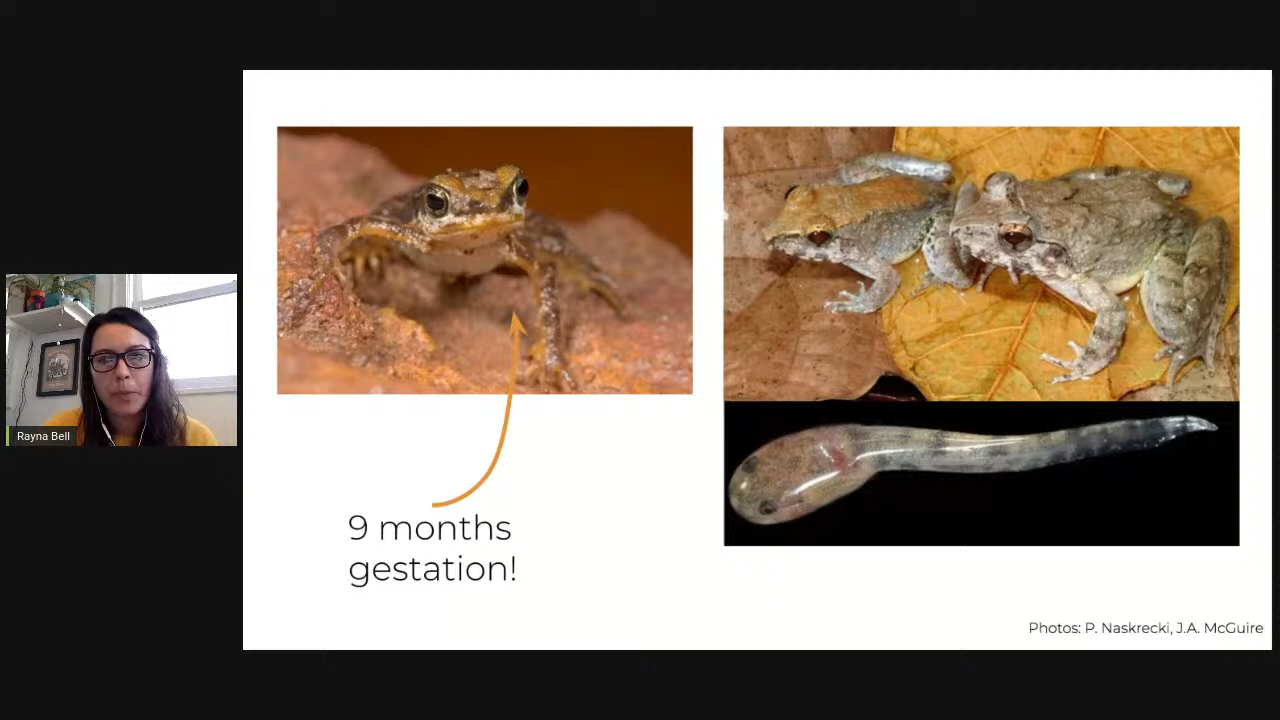 Rayna Bell
9 months
gestation!
Photos: P. Naskrecki, J.A. McGuire